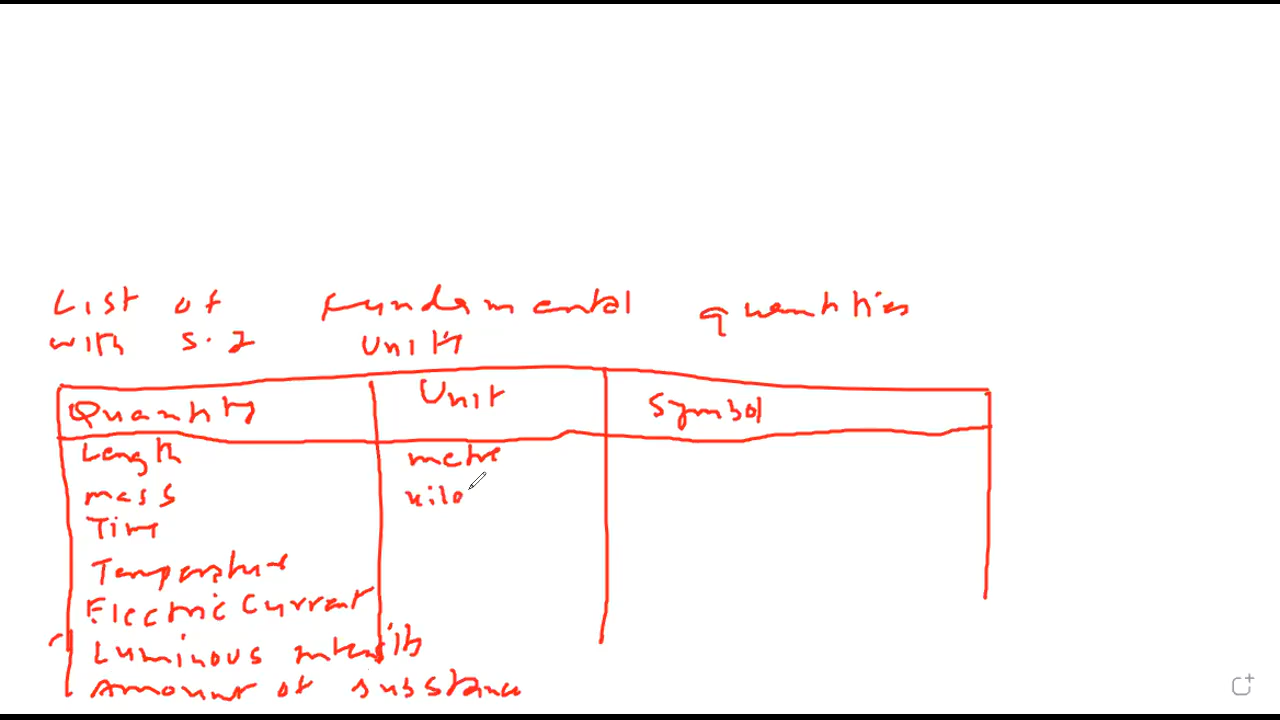 List of fundamental quantities
with S.I Units
Quantity Unit Symbol
Length metre
mass kilo
Time
Temperature
Electric Current
Luminous intensity
Amount of substance